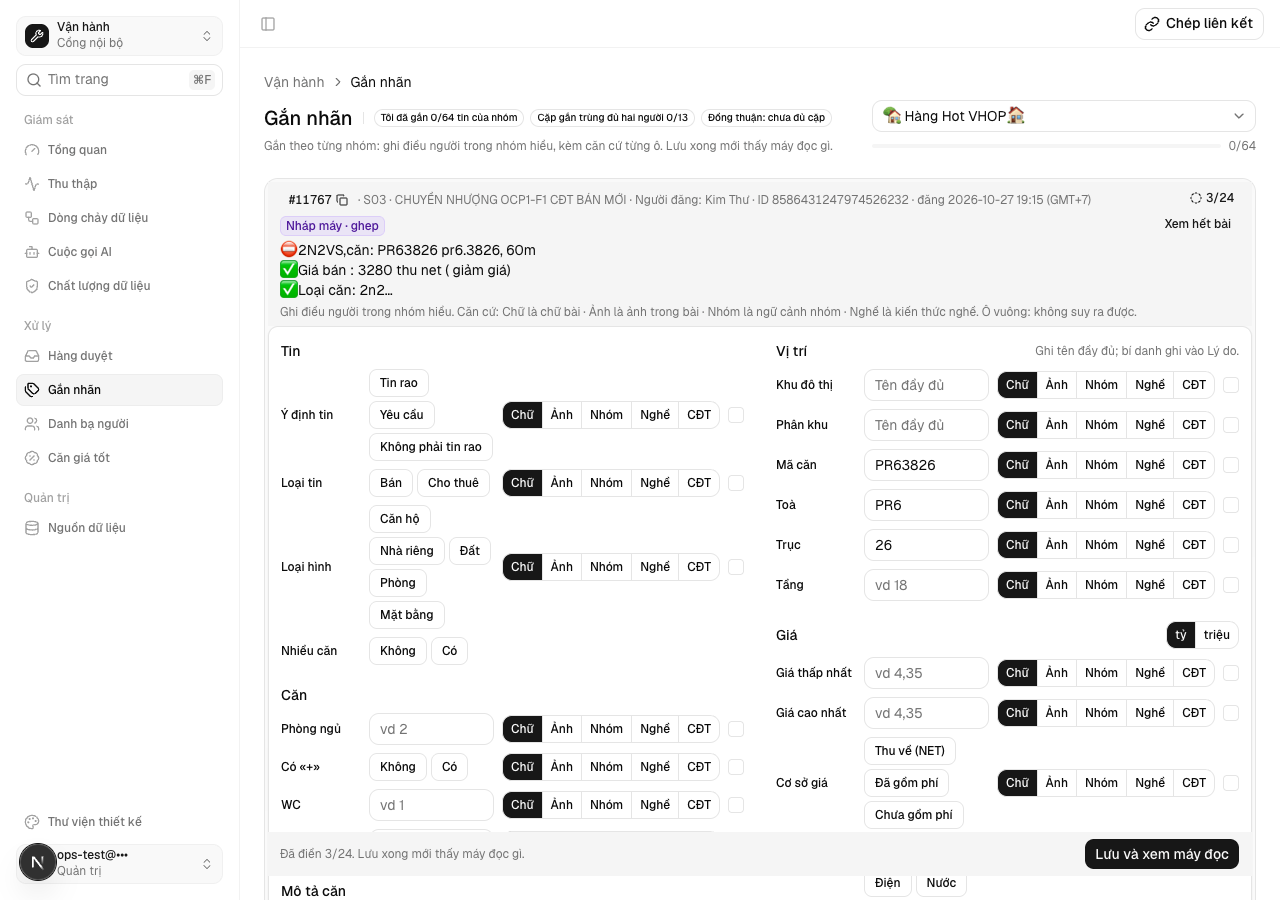 Vận hành
Cổng nội bộ
Tìm trang
⌘F
Giám sát
Tổng quan
Thu thập
Dòng chảy dữ liệu
Cuộc gọi AI
Chất lượng dữ liệu
Xử lý
Hàng duyệt
Gắn nhãn
Danh bạ người
Căn giá tốt
Quản trị
Nguồn dữ liệu
Thư viện thiết kế
N
ops-test@•••
Quản trị
Chép liên kết
Vận hành > Gắn nhãn
Gắn nhãn
Tôi đã gắn 0/64 tin của nhóm
Cặp gắn trùng đủ hai người 0/13
Đồng thuận: chưa đủ cặp
Gắn theo từng nhóm: ghi điều người trong nhóm hiểu, kèm căn cứ từng ô. Lưu xong mới thấy máy đọc gì.
🏡 Hàng Hot VHOP🏠
0/64
#11767 · S03 · CHUYỂN NHƯỢNG OCP1-F1 CĐT BÁN MỚI · Người đăng: Kim Thư · ID 8586431247974526232 · đăng 2026-10-27 19:15 (GMT+7)
3/24
Nháp máy · ghep
Xem hết bài
⛔2N2VS,căn: PR63826 pr6.3826, 60m
✅Giá bán : 3280 thu net ( giảm giá)
✅Loại căn: 2n2...
Ghi điều người trong nhóm hiểu. Căn cứ: Chữ là chữ bài · Ảnh là ảnh trong bài · Nhóm là ngữ cảnh nhóm · Nghề là kiến thức nghề. Ô vuông: không suy ra được.
Tin
Ý định tin
Tin rao
Yêu cầu
Không phải tin rao
Chữ Ảnh Nhóm Nghề CĐT
Loại tin
Bán Cho thuê
Chữ Ảnh Nhóm Nghề CĐT
Loại hình
Căn hộ
Nhà riêng Đất
Phòng
Mặt bằng
Chữ Ảnh Nhóm Nghề CĐT
Nhiều căn
Không Có
Căn
Phòng ngủ vd 2 Chữ Ảnh Nhóm Nghề CĐT
Có «+» Không Có Chữ Ảnh Nhóm Nghề CĐT
WC vd 1 Chữ Ảnh Nhóm Nghề CĐT
Vị trí
Ghi tên đầy đủ; bí danh ghi vào Lý do.
Khu đô thị Tên đầy đủ Chữ Ảnh Nhóm Nghề CĐT
Phân khu Tên đầy đủ Chữ Ảnh Nhóm Nghề CĐT
Mã căn PR63826 Chữ Ảnh Nhóm Nghề CĐT
Toà PR6 Chữ Ảnh Nhóm Nghề CĐT
Trục 26 Chữ Ảnh Nhóm Nghề CĐT
Tầng vd 18 Chữ Ảnh Nhóm Nghề CĐT
Giá
tỷ triệu
Giá thấp nhất vd 4,35 Chữ Ảnh Nhóm Nghề CĐT
Giá cao nhất vd 4,35 Chữ Ảnh Nhóm Nghề CĐT
Cơ sở giá
Thu về (NET)
Đã gồm phí
Chưa gồm phí
Chữ Ảnh Nhóm Nghề CĐT
Đã điền 3/24. Lưu xong mới thấy máy đọc gì.
Lưu và xem máy đọc
Mô tả căn
Điện Nước